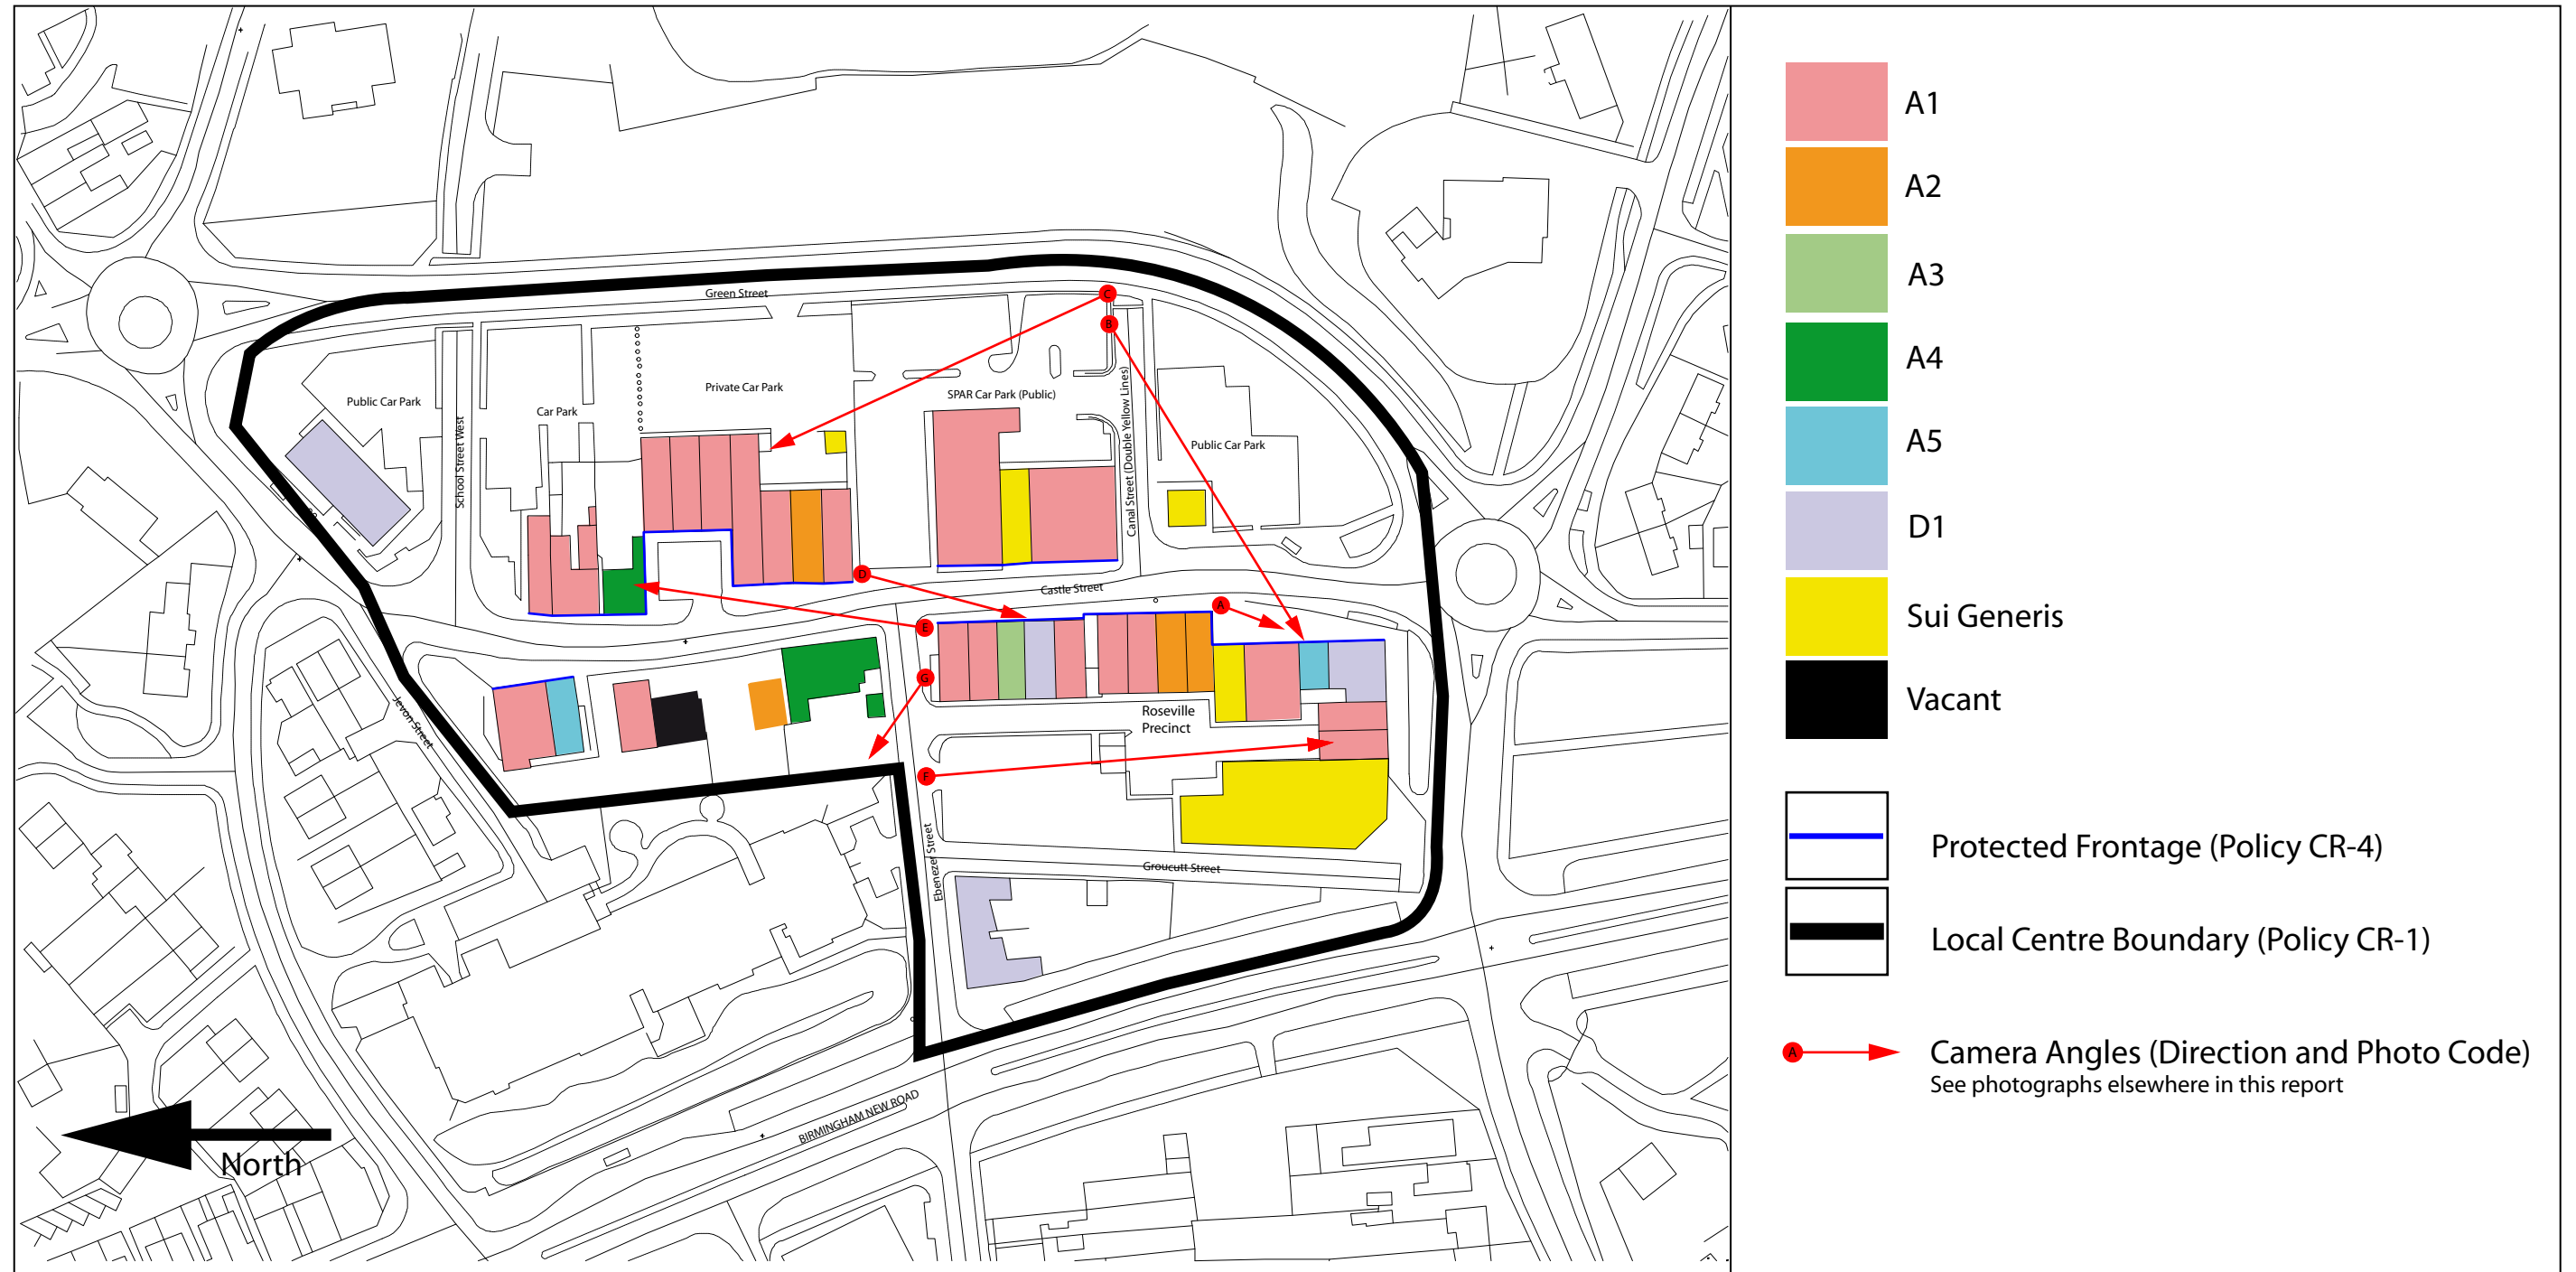 Green Street
C
B
Public Car Park
Car Park
Private Car Park
SPAR Car Park (Public)
Public Car Park
School Street West
Canal Street (Double Yellow Lines)
D
Castle Street
A
E
G
F
Jevon Street
Roseville
Precinct
Ebenezer Street
Groucutt Street
BIRMINGHAM NEW ROAD
North
A1
A2
A3
A4
A5
D1
Sui Generis
Vacant
Protected Frontage (Policy CR-4)
Local Centre Boundary (Policy CR-1)
A
Camera Angles (Direction and Photo Code)
See photographs elsewhere in this report